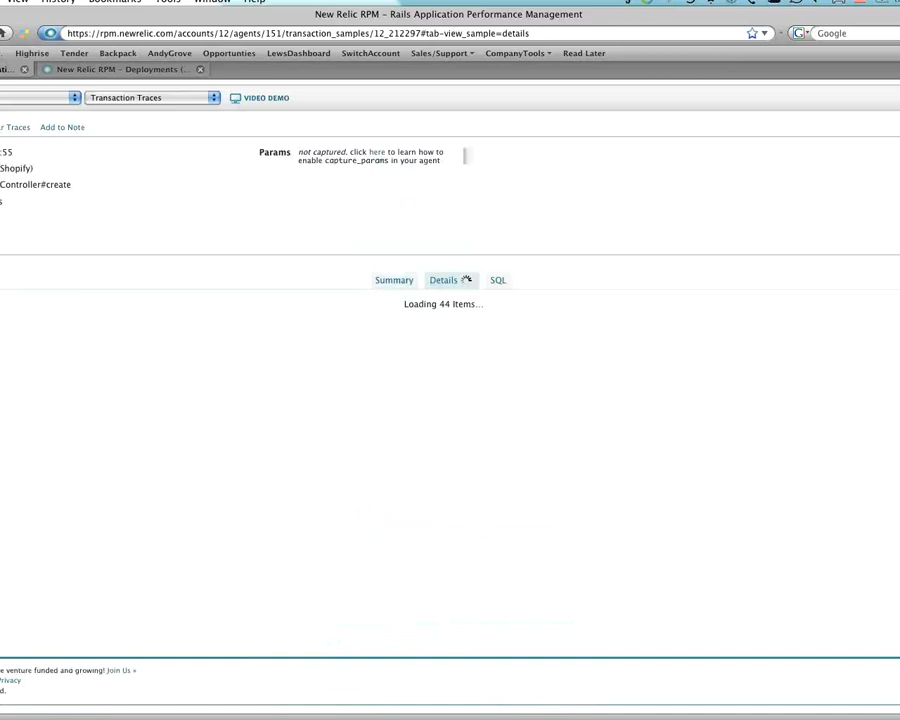 View History Bookmarks Tools Window Help
New Relic RPM – Rails Application Performance Management
https://rpm.newrelic.com/accounts/12/agents/151/transaction_samples/12_212297#tab-view_sample=details
Google
Highrise Tender Backpack AndyGrove Opportunties LewsDashboard SwitchAccount Sales/Support CompanyTools Read Later
New Relic RPM – Deployments (...
Transaction Traces VIDEO DEMO
r Traces Add to Note
:55 Params not captured. click here to learn how to
enable capture_params in your agent
Shopify)
Controller#create
s
Summary Details SQL
Loading 44 Items...
e venture funded and growing! Join Us »
Privacy
d.